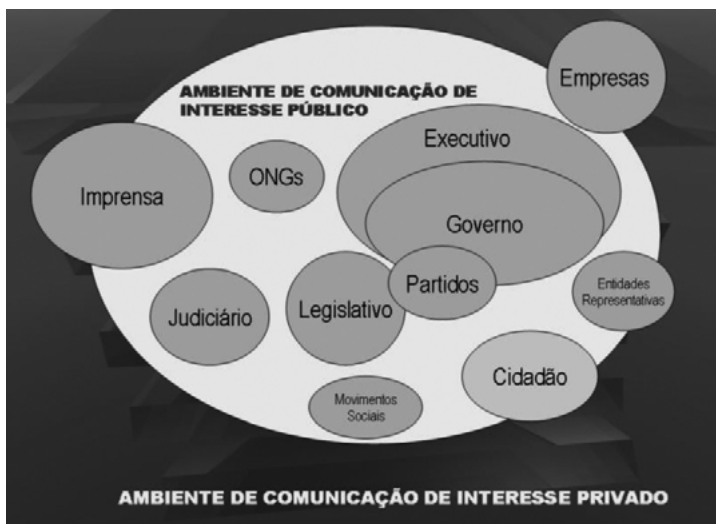 AMBIENTE DE COMUNICAÇÃO DE
INTERESSE PÚBLICO
Empresas
Executivo
ONGs
Imprensa
Governo
Partidos
Entidades
Representativas
Legislativo
Judiciário
Cidadão
Movimentos
Sociais
AMBIENTE DE COMUNICAÇÃO DE INTERESSE PRIVADO